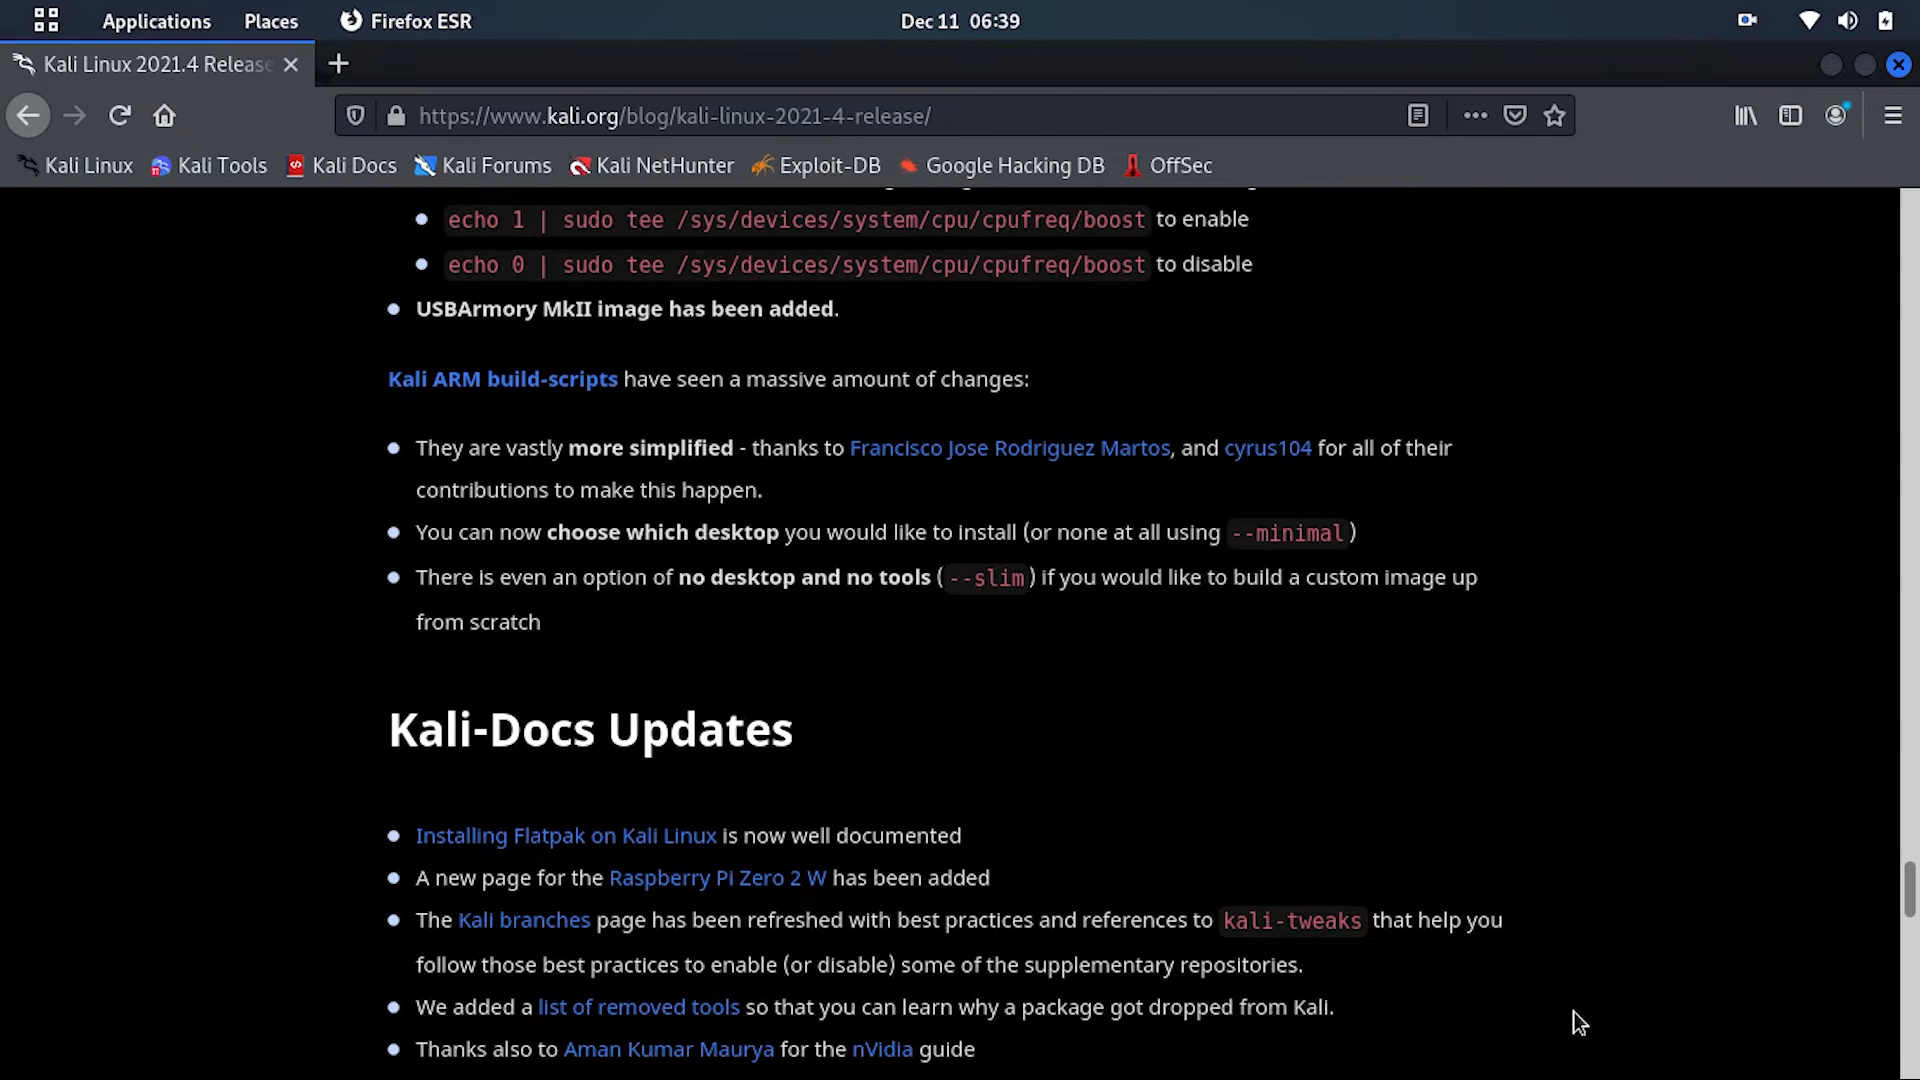 Applications Places Firefox ESR Dec 11 06:39
Kali Linux 2021.4 Release
https://www.kali.org/blog/kali-linux-2021-4-release/
Kali Linux Kali Tools Kali Docs Kali Forums Kali NetHunter Exploit-DB Google Hacking DB OffSec
echo 1 | sudo tee /sys/devices/system/cpu/cpufreq/boost to enable
echo 0 | sudo tee /sys/devices/system/cpu/cpufreq/boost to disable
USBArmory MkII image has been added.
Kali ARM build-scripts have seen a massive amount of changes:
They are vastly more simplified - thanks to Francisco Jose Rodriguez Martos, and cyrus104 for all of their
contributions to make this happen.
You can now choose which desktop you would like to install (or none at all using --minimal)
There is even an option of no desktop and no tools (--slim) if you would like to build a custom image up
from scratch
Kali-Docs Updates
Installing Flatpak on Kali Linux is now well documented
A new page for the Raspberry Pi Zero 2 W has been added
The Kali branches page has been refreshed with best practices and references to kali-tweaks that help you
follow those best practices to enable (or disable) some of the supplementary repositories.
We added a list of removed tools so that you can learn why a package got dropped from Kali.
Thanks also to Aman Kumar Maurya for the nVidia guide